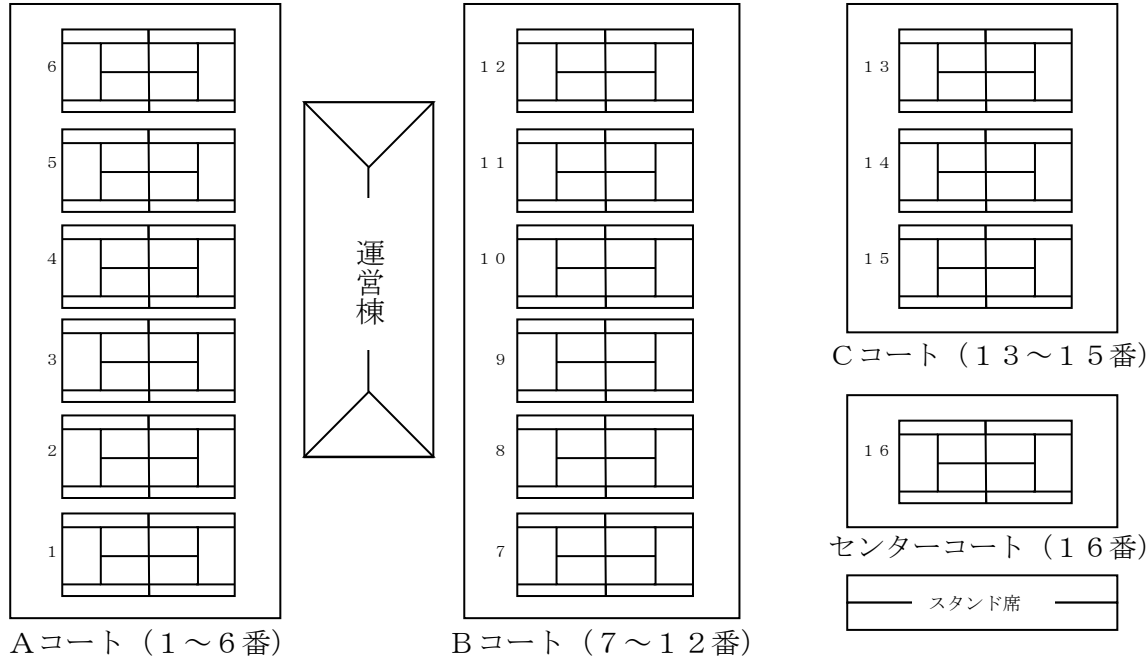 6
5
4
3
2
1
Aコート（1～6番）
運営棟
１２
１１
１０
9
8
7
Bコート（7～１２番）
１３
１４
１５
Cコート（１３～１５番）
１６
センターコート（１６番）
スタンド席